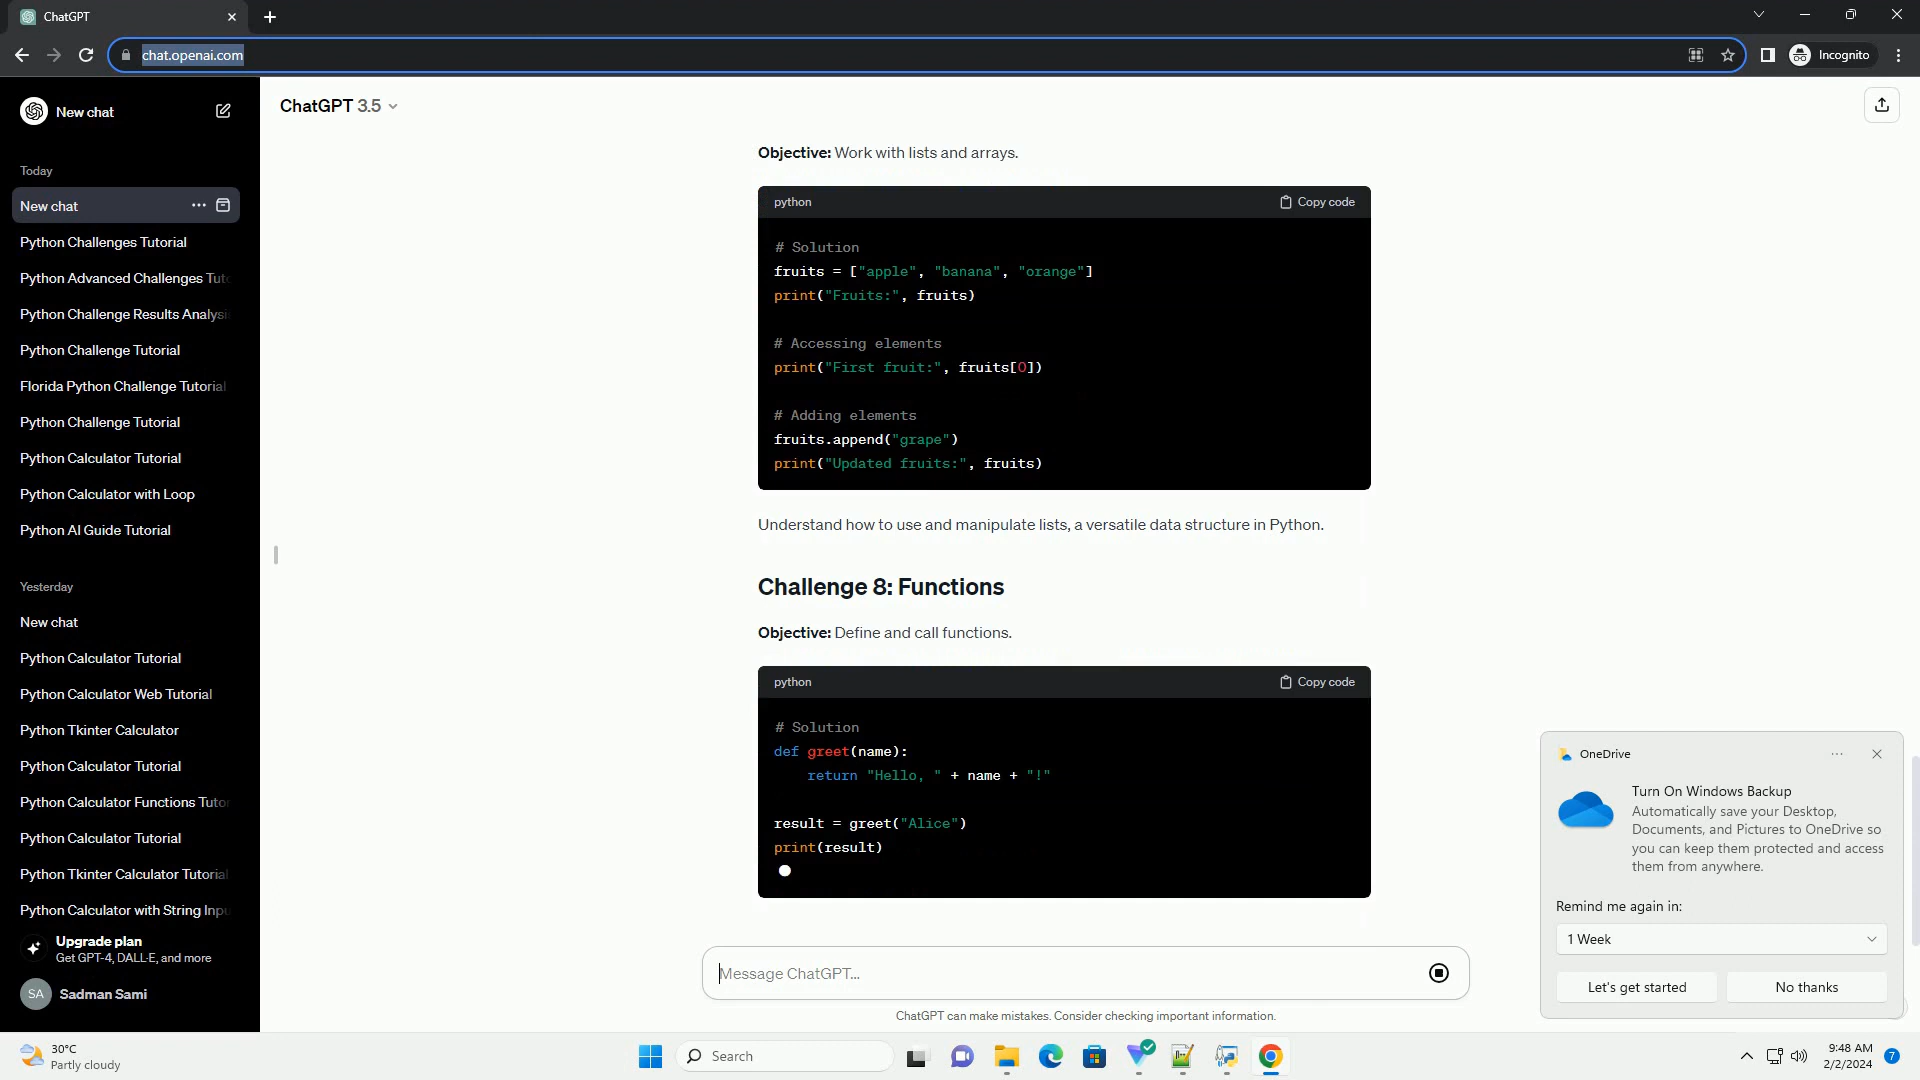 ChatGPT
chat.openai.com
Incognito
New chat
Today
New chat
Python Challenges Tutorial
Python Advanced Challenges Tuto
Python Challenge Results Analysi
Python Challenge Tutorial
Florida Python Challenge Tutorial
Python Challenge Tutorial
Python Calculator Tutorial
Python Calculator with Loop
Python AI Guide Tutorial
Yesterday
New chat
Python Calculator Tutorial
Python Calculator Web Tutorial
Python Tkinter Calculator
Python Calculator Tutorial
Python Calculator Functions Tutor
Python Calculator Tutorial
Python Tkinter Calculator Tutorial
Python Calculator with String Inpu
Upgrade plan
Get GPT-4, DALL·E, and more
SA
Sadman Sami
ChatGPT 3.5
Objective: Work with lists and arrays.
python
Copy code
# Solution
fruits = ["apple", "banana", "orange"]
print("Fruits:", fruits)
# Accessing elements
print("First fruit:", fruits[0])
# Adding elements
fruits.append("grape")
print("Updated fruits:", fruits)
Understand how to use and manipulate lists, a versatile data structure in Python.
Challenge 8: Functions
Objective: Define and call functions.
python
Copy code
# Solution
def greet(name):
    return "Hello, " + name + "!"
result = greet("Alice")
print(result)
Message ChatGPT...
ChatGPT can make mistakes. Consider checking important information.
OneDrive
Turn On Windows Backup
Automatically save your Desktop,
Documents, and Pictures to OneDrive so
you can keep them protected and access
them from anywhere.
Remind me again in:
1 Week
Let's get started
No thanks
30°C
Partly cloudy
Search
9:48 AM
2/2/2024
7